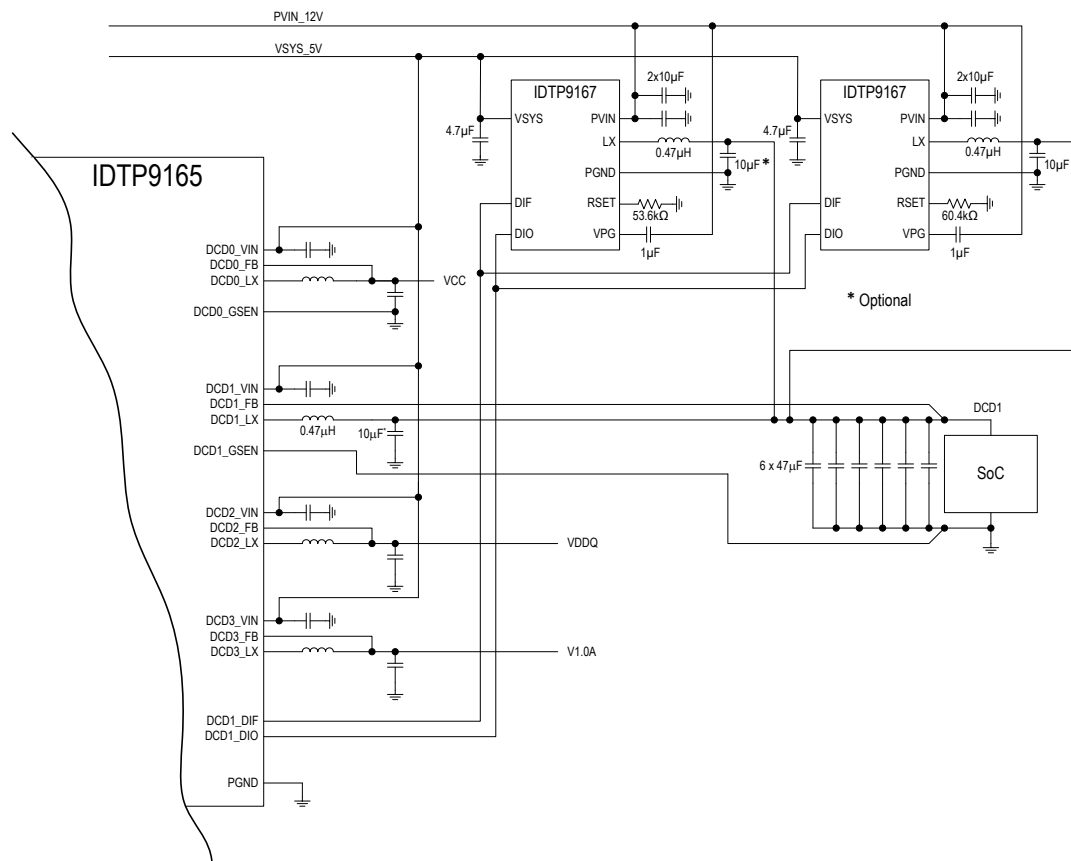 PVIN_12V
VSYS_5V
IDTP9167
VSYS
DIF
DIO
PVIN
LX
PGND
RSET
VPG
4.7µF
2x10µF
0.47µH
10µF *
53.6kΩ
1µF
IDTP9167
VSYS
DIF
DIO
PVIN
LX
PGND
RSET
VPG
4.7µF
2x10µF
0.47µH
10µF
60.4kΩ
1µF
* Optional
IDTP9165
DCD0_VIN
DCD0_FB
DCD0_LX
DCD0_GSEN
VCC
DCD1_VIN
DCD1_FB
DCD1_LX
DCD1_GSEN
0.47µH
10µF*
DCD1
6 x 47µF
SoC
DCD2_VIN
DCD2_FB
DCD2_LX
VDDQ
DCD3_VIN
DCD3_FB
DCD3_LX
V1.0A
DCD1_DIF
DCD1_DIO
PGND